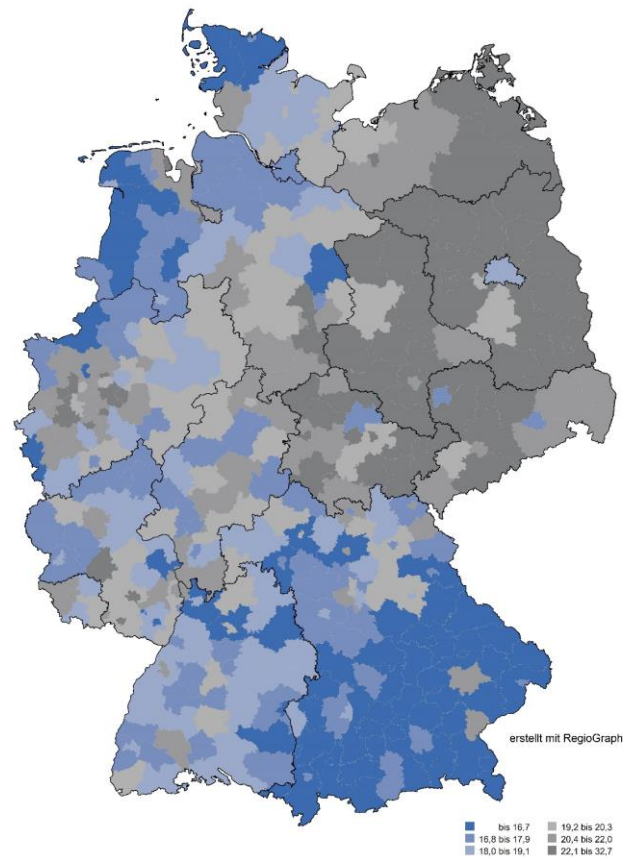 erstellt mit RegioGraph
bis 16,7
16,8 bis 17,9
18,0 bis 19,1
19,2 bis 20,3
20,4 bis 22,0
22,1 bis 32,7